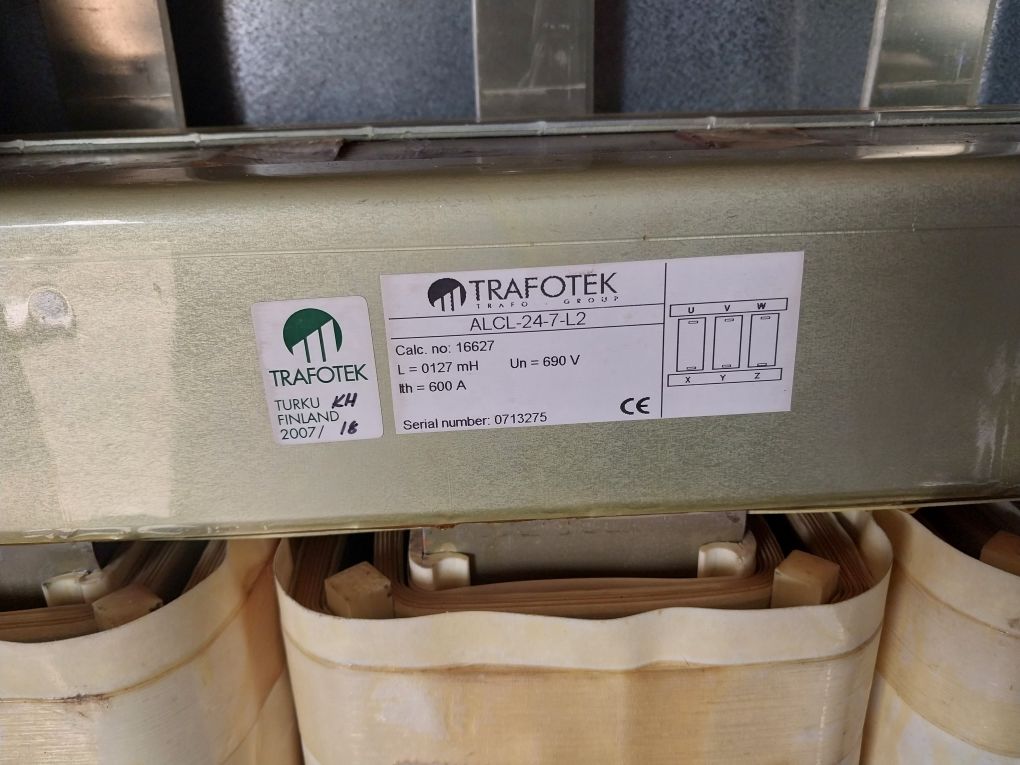 TRAFOTEK
TURKU KH
FINLAND
2007/ 18
TRAFOTEK
TRAFO GROUP
ALCL-24-7-L2
Calc. no: 16627
L = 0127 mH Un = 690 V
Ith = 600 A
Serial number: 0713275 CE
U V W
X Y Z